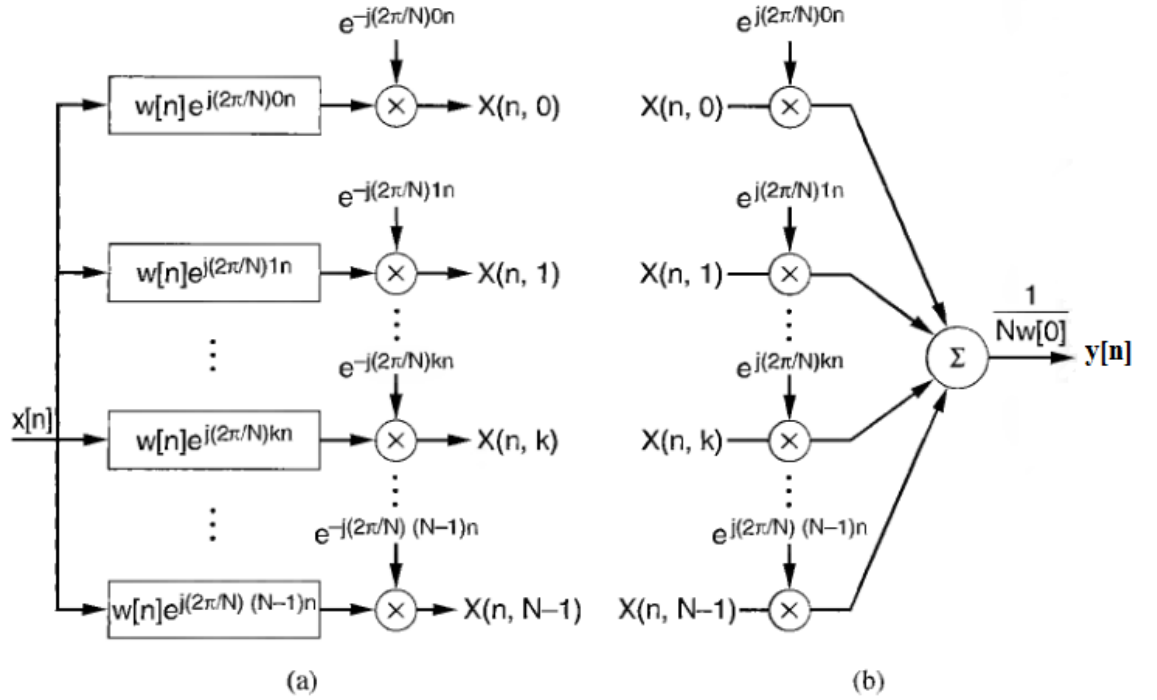 e^-j(2π/N)0n
w[n]e^j(2π/N)0n
×
X(n, 0)
e^-j(2π/N)1n
w[n]e^j(2π/N)1n
×
X(n, 1)
e^-j(2π/N)kn
x[n]
w[n]e^j(2π/N)kn
×
X(n, k)
e^-j(2π/N) (N–1)n
w[n]e^j(2π/N) (N–1)n
×
X(n, N–1)
(a)
e^j(2π/N)0n
X(n, 0)
×
e^j(2π/N)1n
X(n, 1)
×
e^j(2π/N)kn
X(n, k)
×
e^j(2π/N) (N–1)n
X(n, N–1)
×
Σ
1
Nw[0]
y[n]
(b)